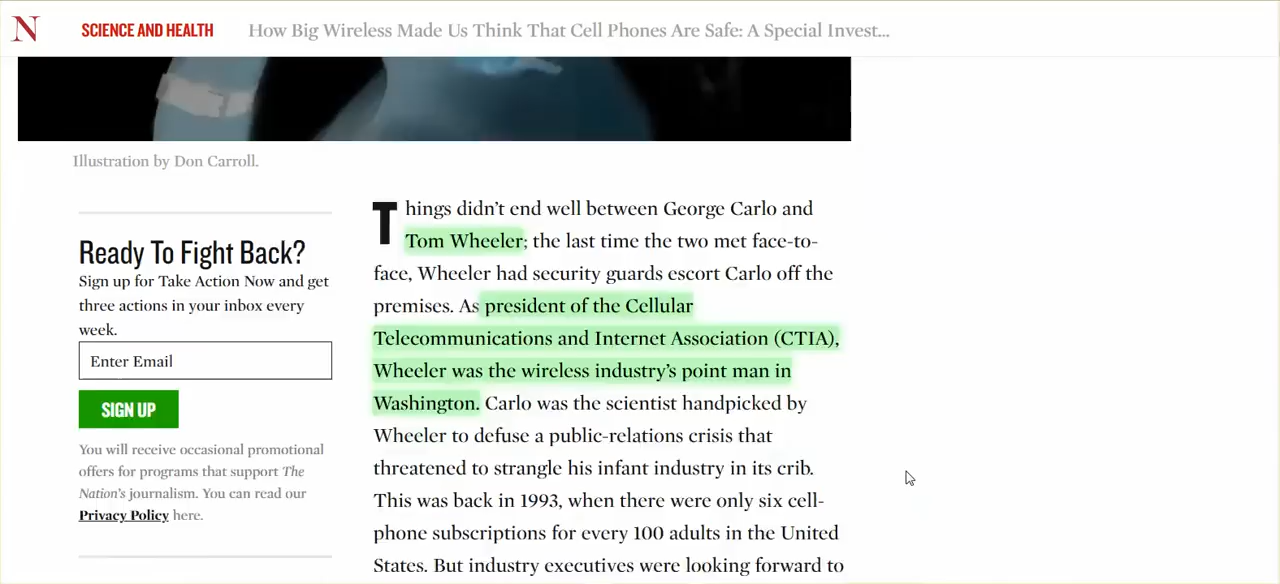 N
SCIENCE AND HEALTH
How Big Wireless Made Us Think That Cell Phones Are Safe: A Special Invest...
Illustration by Don Carroll.
Ready To Fight Back?
Sign up for Take Action Now and get
three actions in your inbox every
week.
Enter Email
SIGN UP
You will receive occasional promotional
offers for programs that support The
Nation's journalism. You can read our
Privacy Policy here.
Things didn't end well between George Carlo and
Tom Wheeler; the last time the two met face-to-
face, Wheeler had security guards escort Carlo off the
premises. As president of the Cellular
Telecommunications and Internet Association (CTIA),
Wheeler was the wireless industry's point man in
Washington. Carlo was the scientist handpicked by
Wheeler to defuse a public-relations crisis that
threatened to strangle his infant industry in its crib.
This was back in 1993, when there were only six cell-
phone subscriptions for every 100 adults in the United
States. But industry executives were looking forward to